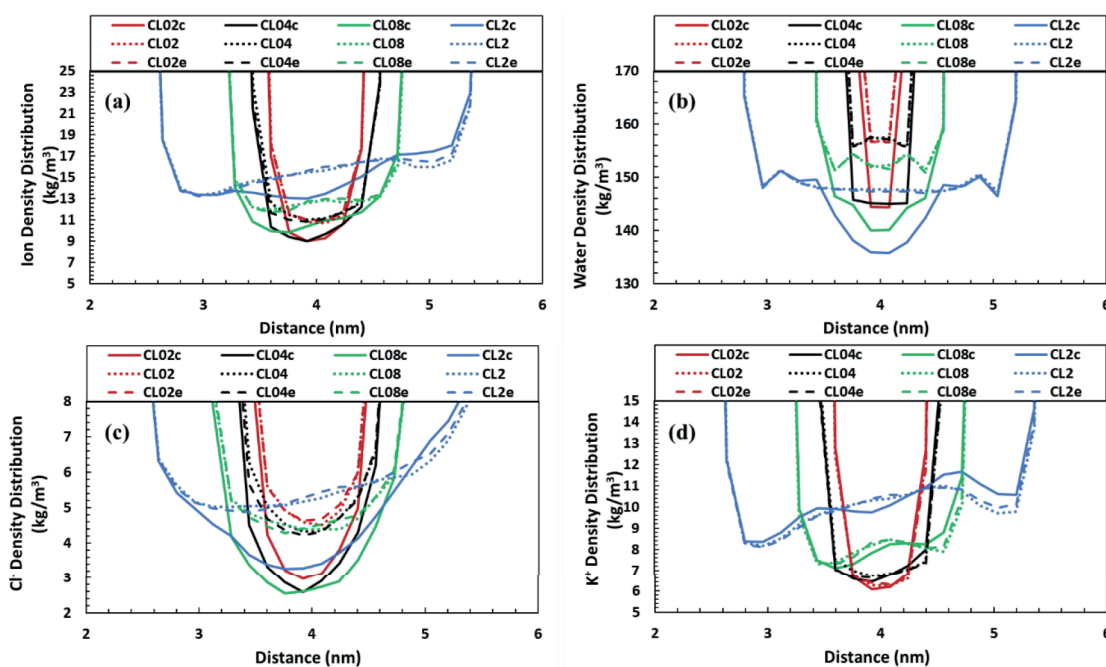 CL02c CL04c CL08c CL2c
CL02 CL04 CL08 CL2
CL02e CL04e CL08e CL2e
(a)
Ion Density Distribution
(kg/m³)
25
23
21
19
17
15
13
11
9
7
5
2 3 4 5 6
Distance (nm)
CL02c CL04c CL08c CL2c
CL02 CL04 CL08 CL2
CL02e CL04e CL08e CL2e
(b)
Water Density Distribution
(kg/m³)
170
160
150
140
130
2 3 4 5 6
Distance (nm)
CL02c CL04c CL08c CL2c
CL02 CL04 CL08 CL2
CL02e CL04e CL08e CL2e
(c)
Cl⁻ Density Distribution
(kg/m³)
8
7
6
5
4
3
2
2 3 4 5 6
Distance (nm)
CL02c CL04c CL08c CL2c
CL02 CL04 CL08 CL2
CL02e CL04e CL08e CL2e
(d)
K⁺ Density Distribution
(kg/m³)
15
14
13
12
11
10
9
8
7
6
5
2 3 4 5 6
Distance (nm)